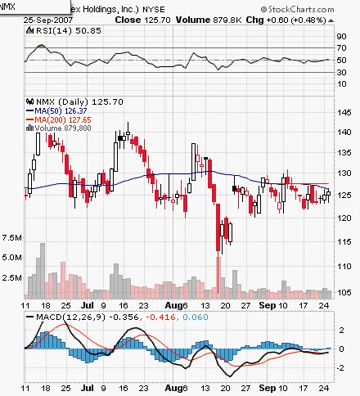 NMX
ex Holdings, Inc.) NYSE
© StockCharts.com
25-Sep-2007 Close 125.70 Volume 879.8K Chg +0.60 (+0.48%)
RSI(14) 50.85
90
70
50
30
10
NMX (Daily) 125.70
MA(50) 126.37
MA(200) 127.65
Volume 879,800
140
135
130
125
120
115
110
105
7.5M
5.0M
2.5M
11 18 25 Jul 9 16 23 Aug 6 13 20 27 Sep 10 17 24
MACD(12,26,9) -0.356, -0.416, 0.060
2
1
0
-1
-2
11 18 25 Jul 9 16 23 Aug 6 13 20 27 Sep 10 17 24